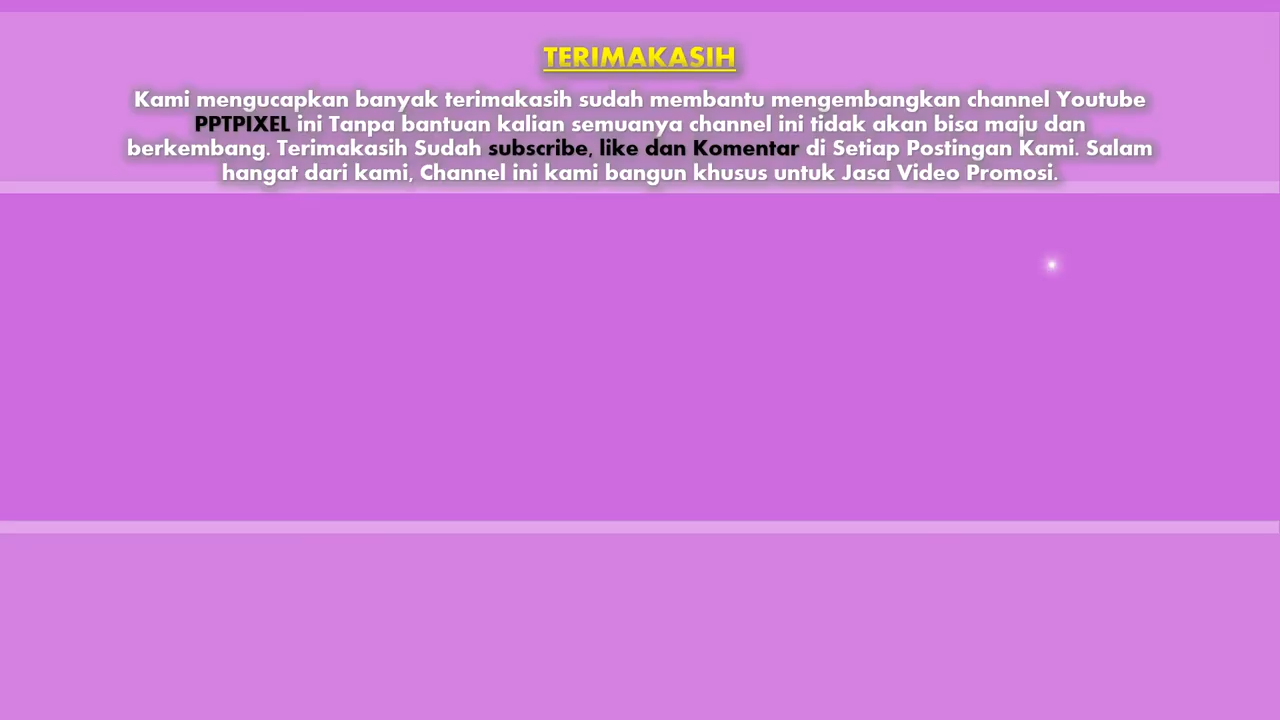 TERIMAKASIH
Kami mengucapkan banyak terimakasih sudah membantu mengembangkan channel Youtube
PPTPIXEL ini Tanpa bantuan kalian semuanya channel ini tidak akan bisa maju dan
berkembang. Terimakasih Sudah subscribe, like dan Komentar di Setiap Postingan Kami. Salam
hangat dari kami, Channel ini kami bangun khusus untuk Jasa Video Promosi.